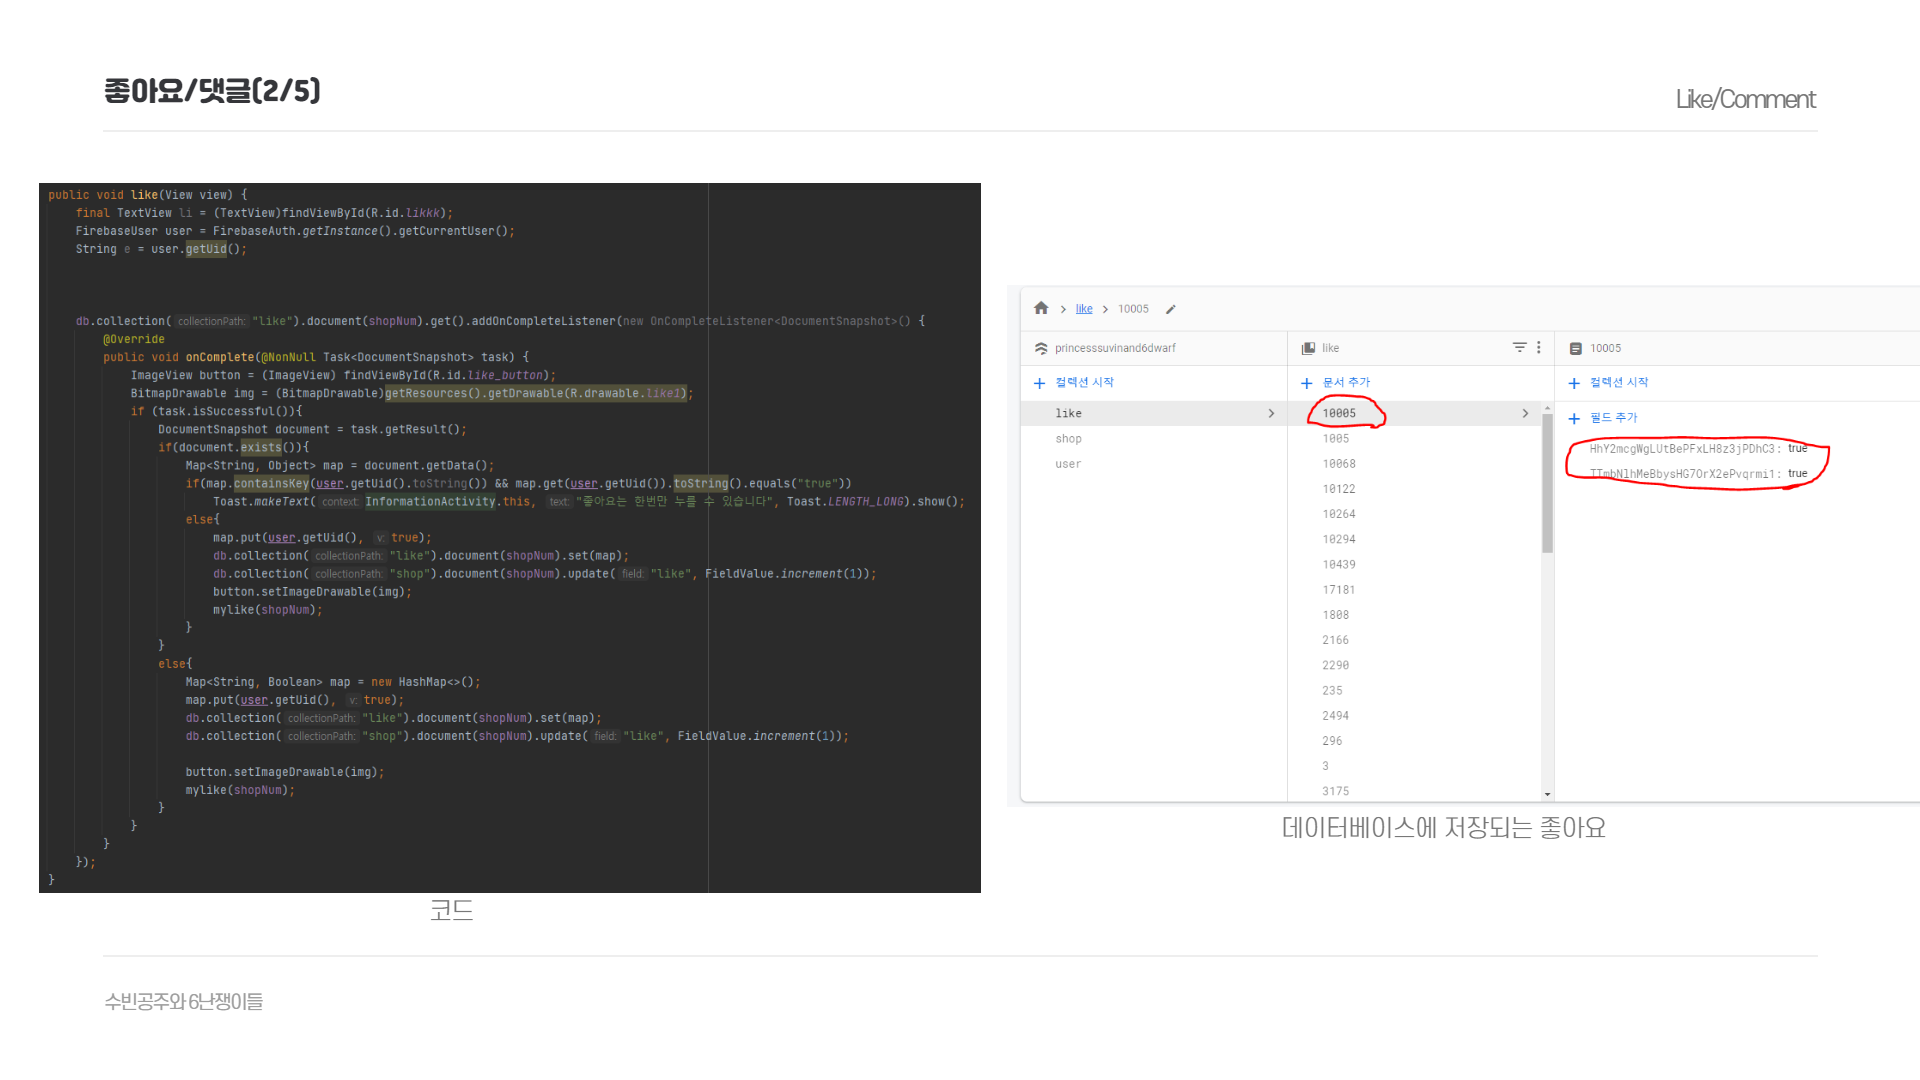 좋아요/댓글(2/5)
Like/Comment
public void like(View view) {
final TextView li = (TextView)findViewById(R.id.likkk);
FirebaseUser user = FirebaseAuth.getInstance().getCurrentUser();
String e = user.getUid();
db.collection( collectionPath: "like").document(shopNum).get().addOnCompleteListener(new OnCompleteListener<DocumentSnapshot>() {
@Override
public void onComplete(@NonNull Task<DocumentSnapshot> task) {
ImageView button = (ImageView) findViewById(R.id.like_button);
BitmapDrawable img = (BitmapDrawable)getResources().getDrawable(R.drawable.like1);
if (task.isSuccessful()){
DocumentSnapshot document = task.getResult();
if(document.exists()){
Map<String, Object> map = document.getData();
if(map.containsKey(user.getUid().toString()) && map.get(user.getUid()).toString().equals("true"))
Toast.makeText( context: InformationActivity.this, text: "좋아요는 한번만 누를 수 있습니다", Toast.LENGTH_LONG).show();
else{
map.put(user.getUid(), v: true);
db.collection( collectionPath: "like").document(shopNum).set(map);
db.collection( collectionPath: "shop").document(shopNum).update( field: "like", FieldValue.increment(1));
button.setImageDrawable(img);
mylike(shopNum);
}
}
else{
Map<String, Boolean> map = new HashMap<>();
map.put(user.getUid(), v: true);
db.collection( collectionPath: "like").document(shopNum).set(map);
db.collection( collectionPath: "shop").document(shopNum).update( field: "like", FieldValue.increment(1));
button.setImageDrawable(img);
mylike(shopNum);
}
}
}
});
}
코드
like > 10005
princesssuvinand6dwarf
컬렉션 시작
like
shop
user
like
문서 추가
10005
1005
10068
10122
10264
10294
10439
17181
1808
2166
2290
235
2494
296
3
3175
10005
컬렉션 시작
필드 추가
HhY2mcgWgLUtBePFxLH8z3jPDhC3: true
TTmbNlhMeBbysHG7OrX2ePvqrmi1: true
데이터베이스에 저장되는 좋아요
수빈공주와 6난쟁이들